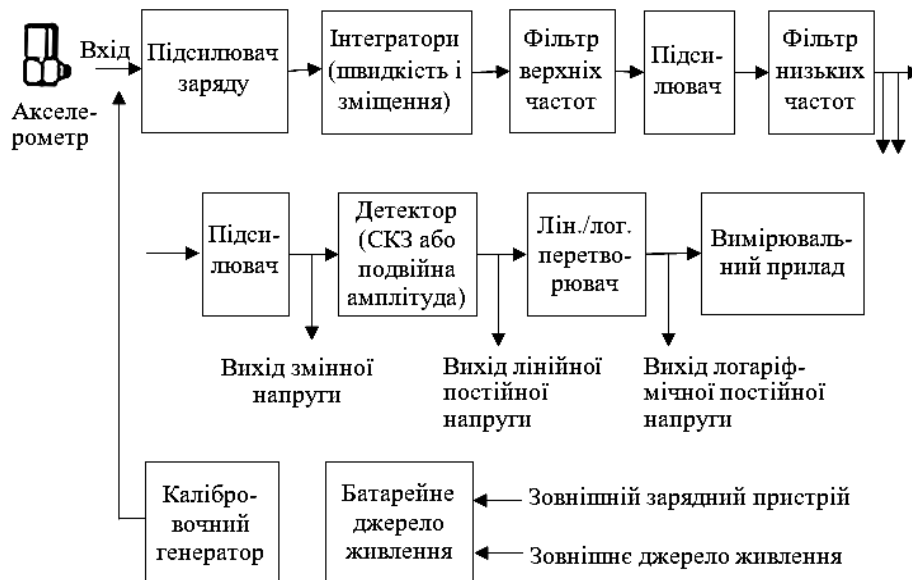 Вхід
Акселе-
рометр
Підсилювач
заряду
Інтегратори
(швидкість і
зміщення)
Фільтр
верхніх
частот
Підси-
лювач
Фільтр
низьких
частот
Підси-
лювач
Детектор
(СКЗ або
подвійна
амплітуда)
Лін./лог.
перетво-
рювач
Вимірюваль-
ний прилад
Вихід змінної
напруги
Вихід лінійної
постійної
напруги
Вихід логаріф-
мічної постійної
напруги
Калібро-
вочний
генератор
Батарейне
джерело
живлення
Зовнішній зарядний пристрій
Зовнішнє джерело живлення